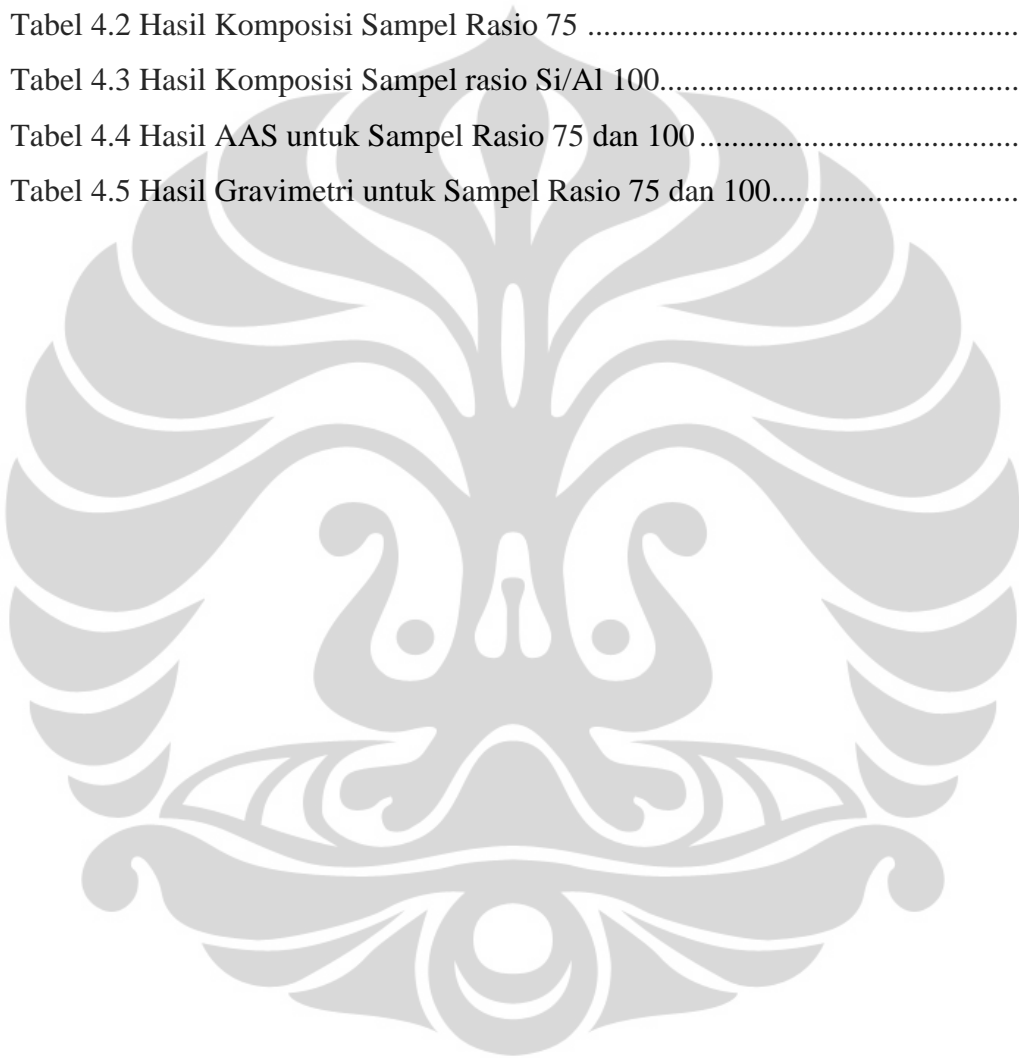 Tabel 4.2 Hasil Komposisi Sampel Rasio 75 ............................................
Tabel 4.3 Hasil Komposisi Sampel rasio Si/Al 100....................................
Tabel 4.4 Hasil AAS untuk Sampel Rasio 75 dan 100 ................................
Tabel 4.5 Hasil Gravimetri untuk Sampel Rasio 75 dan 100.........................